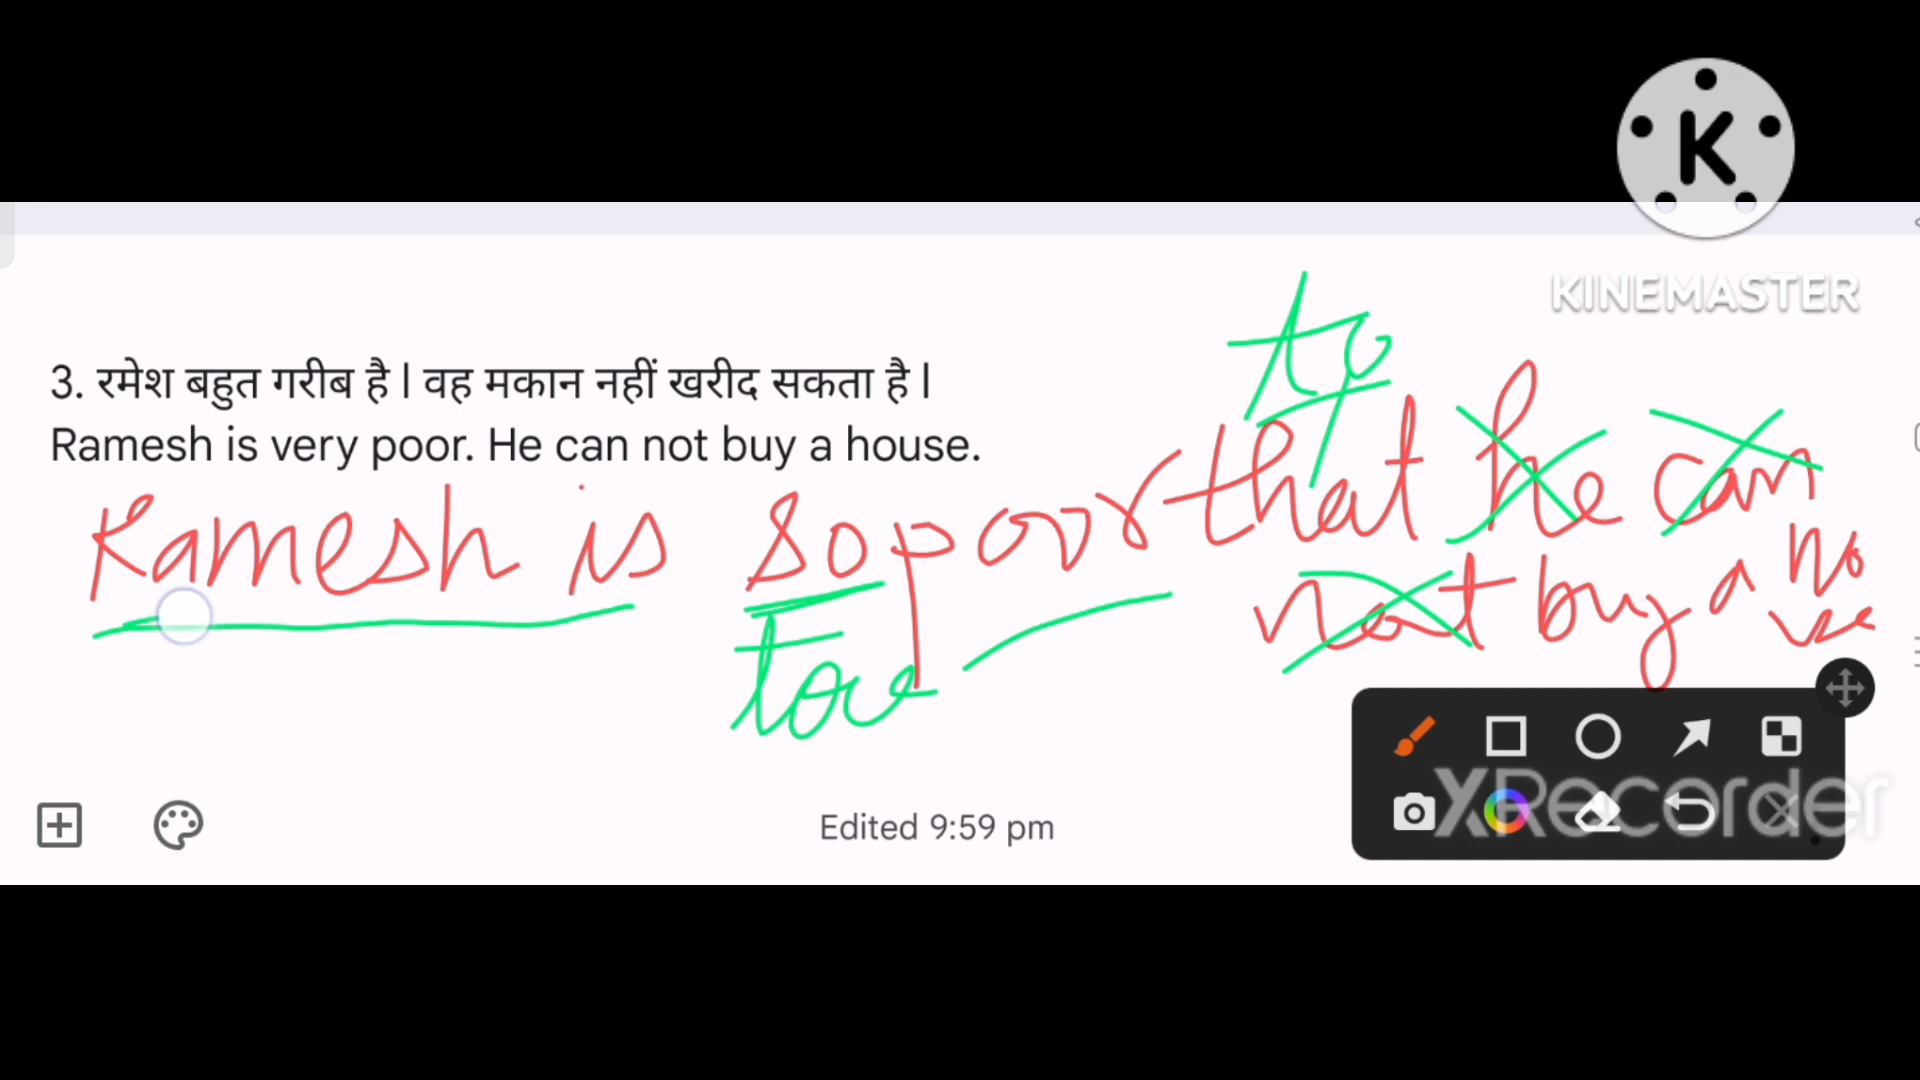 K
KINEMASTER
to
3. रमेश बहुत गरीब है l वह मकान नहीं खरीद सकता है l
Ramesh is very poor. He can not buy a house.
Ramesh is so poor that he can
not buy a
too
Edited 9:59 pm
XRecorder